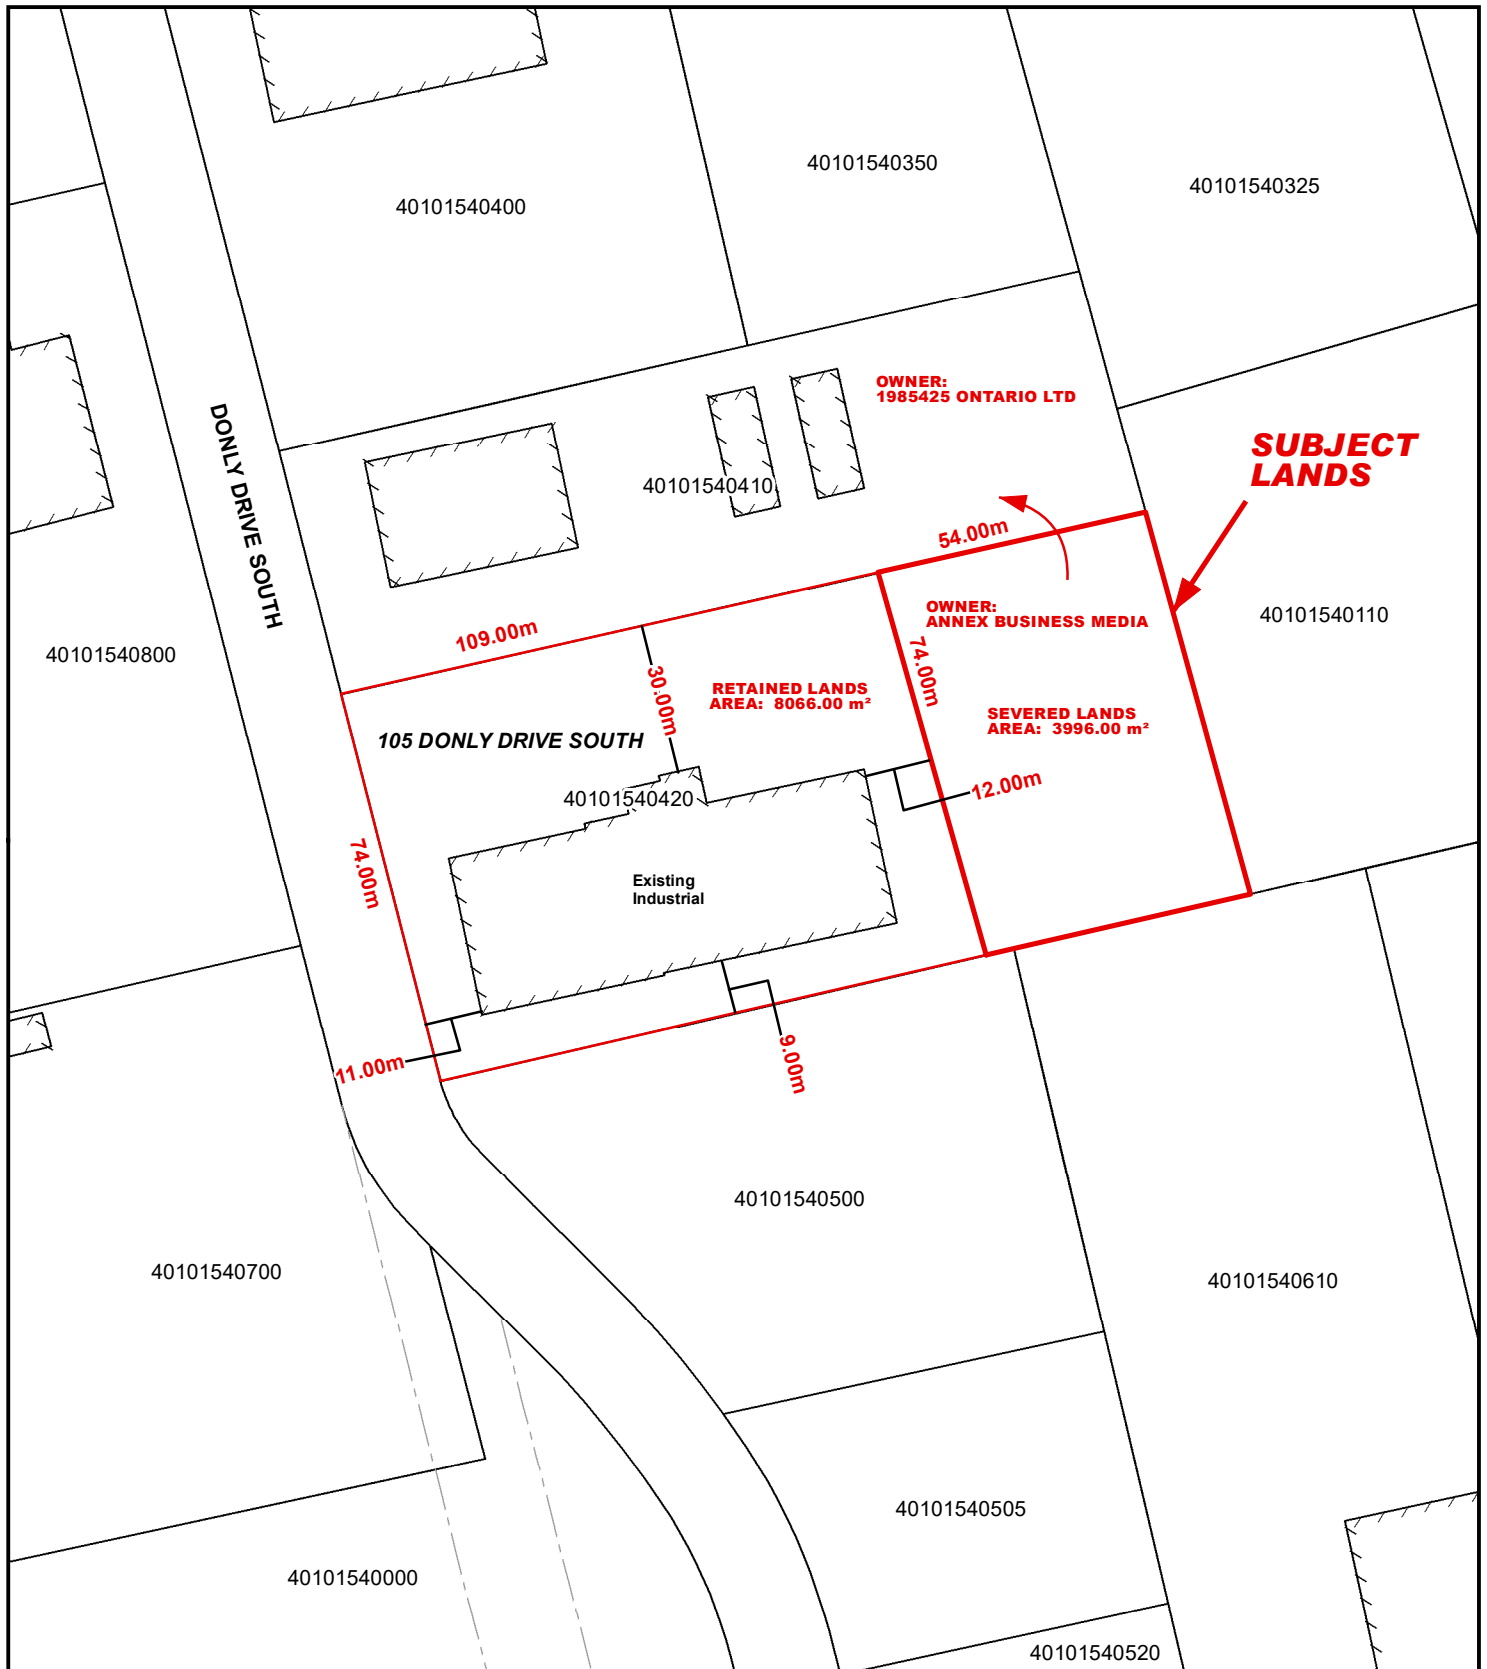 40101540350
40101540325
40101540400
OWNER:
1985425 ONTARIO LTD
SUBJECT
LANDS
DONLY DRIVE SOUTH
40101540410
54.00m
OWNER:
ANNEX BUSINESS MEDIA
40101540110
109.00m
40101540800
74.00m
30.00m
RETAINED LANDS
AREA: 8066.00 m²
SEVERED LANDS
AREA: 3996.00 m²
105 DONLY DRIVE SOUTH
12.00m
40101540420
74.00m
Existing
Industrial
11.00m
9.00m
40101540500
40101540700
40101540610
40101540505
40101540000
40101540520